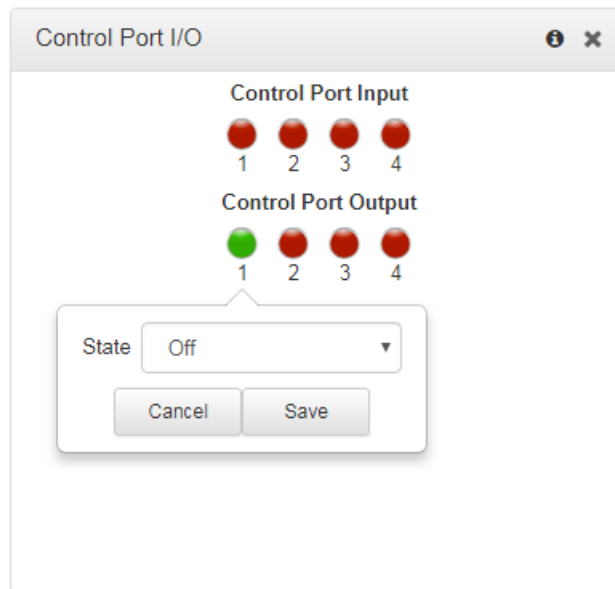 Control Port I/O
Control Port Input
1 2 3 4
Control Port Output
1 2 3 4
State Off
Cancel Save